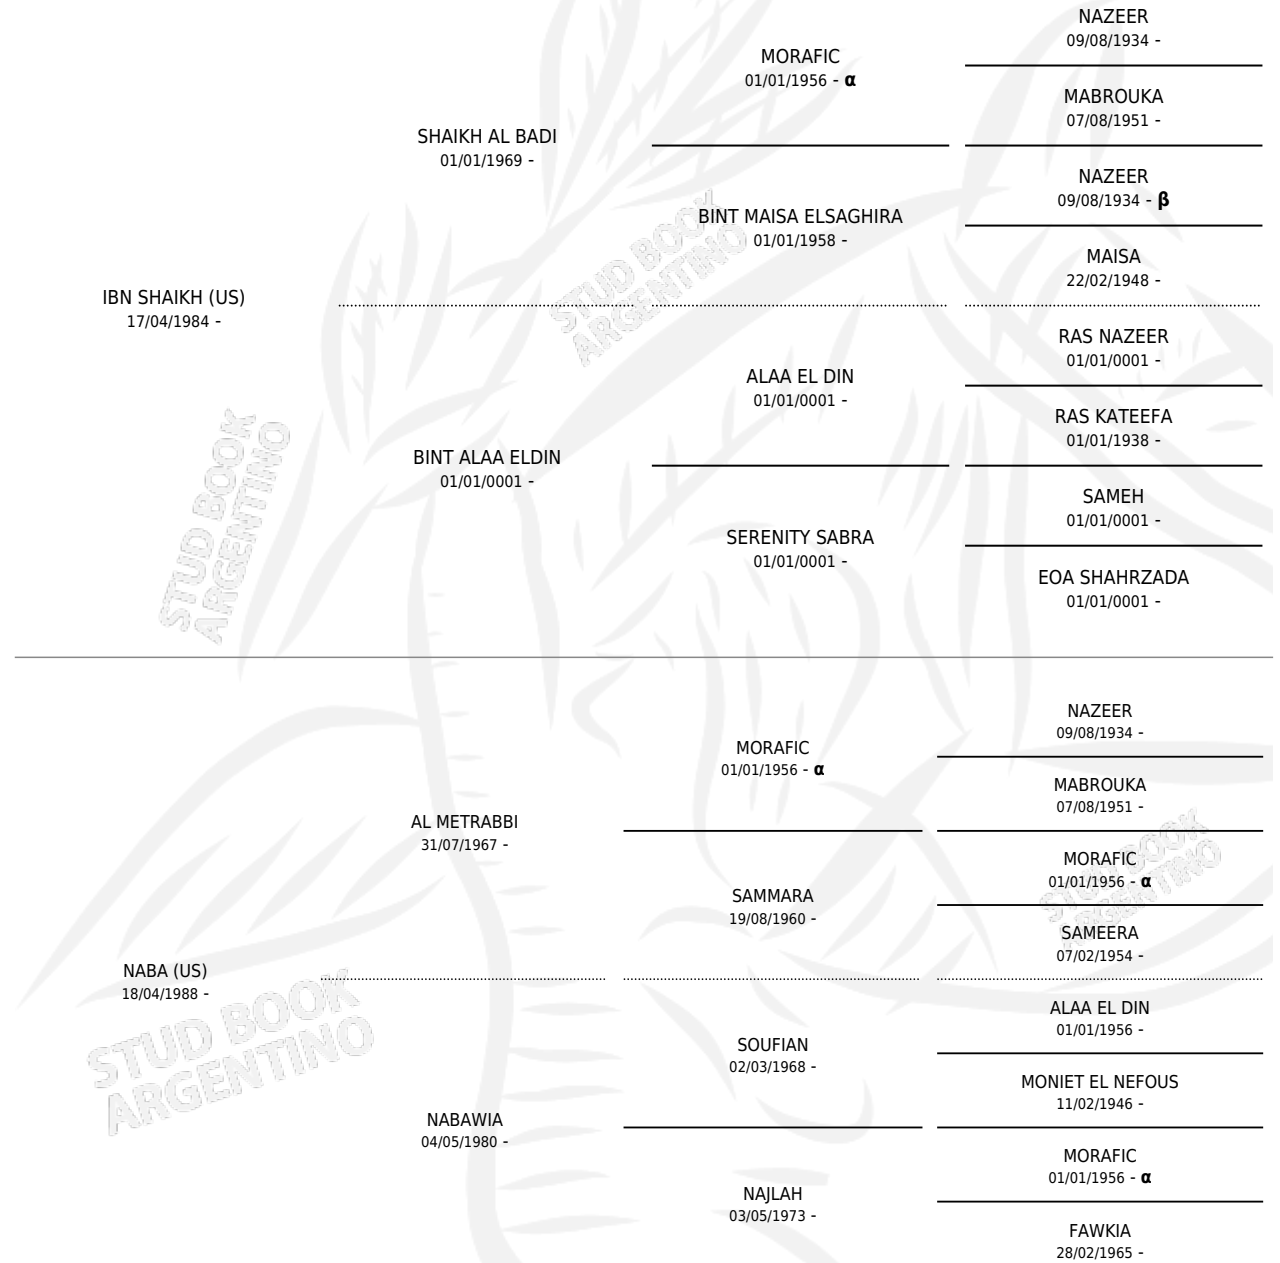 NAZEER
09/08/1934 -
MORAFIC
01/01/1956 - α
MABROUKA
07/08/1951 -
SHAIKH AL BADI
01/01/1969 -
NAZEER
09/08/1934 - β
BINT MAISA ELSAGHIRA
01/01/1958 -
MAISA
22/02/1948 -
IBN SHAIKH (US)
17/04/1984 -
RAS NAZEER
01/01/0001 -
ALAA EL DIN
01/01/0001 -
RAS KATEEFA
01/01/1938 -
BINT ALAA ELDIN
01/01/0001 -
SAMEH
01/01/0001 -
SERENITY SABRA
01/01/0001 -
EOA SHAHRZADA
01/01/0001 -
NAZEER
09/08/1934 -
MORAFIC
01/01/1956 - α
MABROUKA
07/08/1951 -
AL METRABBI
31/07/1967 -
MORAFIC
01/01/1956 - α
SAMMARA
19/08/1960 -
SAMEERA
07/02/1954 -
NABA (US)
18/04/1988 -
ALAA EL DIN
01/01/1956 -
SOUFIAN
02/03/1968 -
MONIET EL NEFOUS
11/02/1946 -
NABAWIA
04/05/1980 -
MORAFIC
01/01/1956 - α
NAJLAH
03/05/1973 -
FAWKIA
28/02/1965 -
STUD BOOK
ARGENTINO
STUD BOOK
ARGENTINO
STUD BOOK
ARGENTINO
STUD BOOK
ARGENTINO